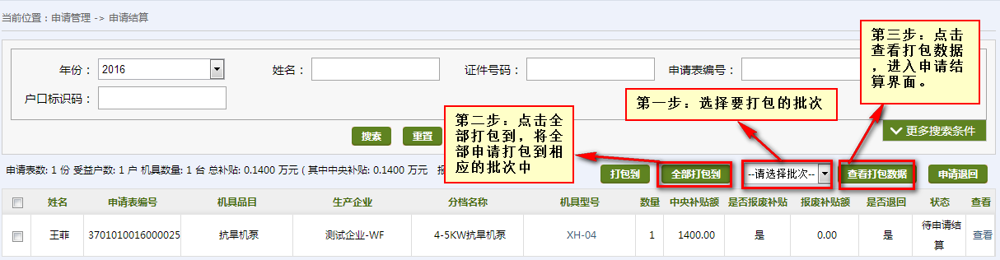 当前位置：申请管理 -> 申请结算
第三步：点击
查看打包数据
，进入申请结
算界面。
年份：
2016
姓名：
证件号码：
申请表编号：
户口标识码：
第一步：选择要打包的批次
第二步：点击全
部打包到，将全
部申请打包到相
应的批次中
搜索
重置
更多搜索条件
申请表数: 1 份 受益户数: 1 户 机具数量: 1 台 总补贴: 0.1400 万元 ( 其中中央补贴: 0.1400 万元 报
打包到
全部打包到
--请选择批次--
查看打包数据
申请退回
姓名 申请表编号 机具品目 生产企业 分档名称 机具型号 数量 中央补贴额 是否报废补贴 报废补贴额 是否退回 状态 查看
王菲 3701010016000025 抗旱机泵 测试企业-WF 4-5KW抗旱机泵 XH-04 1 1400.00 是 0.00 是 待申请结 查看
算